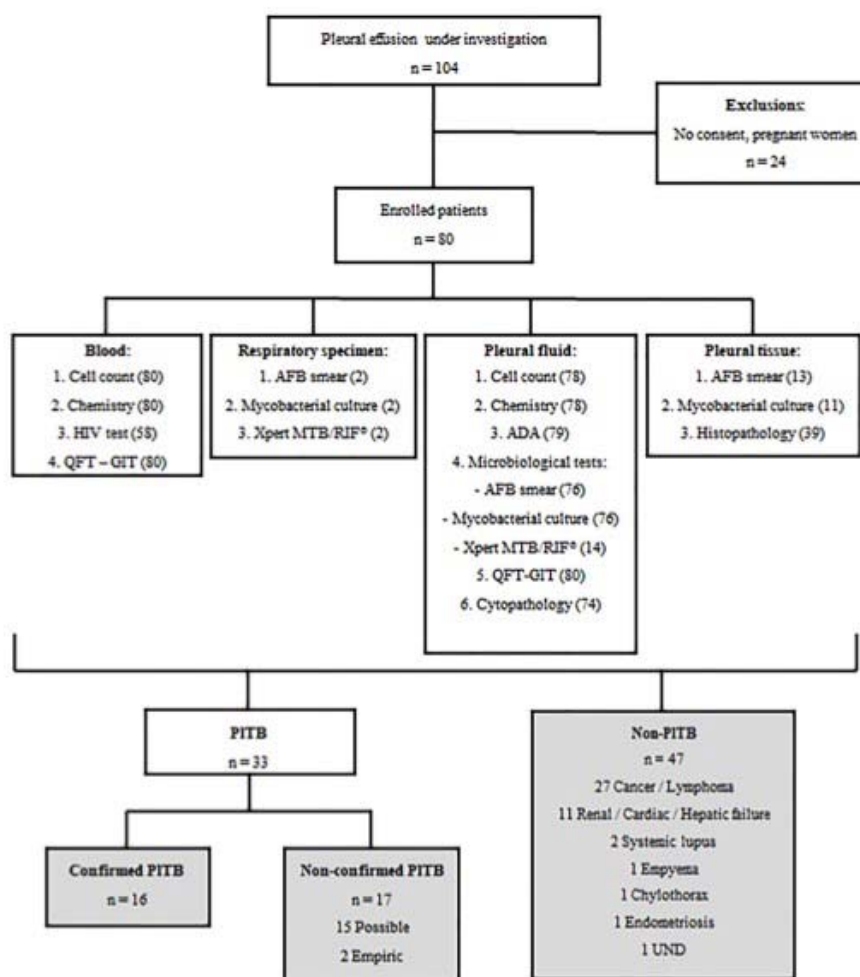 Pleural effusion under investigation
n = 104
Exclusions:
No consent, pregnant women
n = 24
Enrolled patients
n = 80
Blood:
1. Cell count (80)
2. Chemistry (80)
3. HIV test (58)
4. QFT – GIT (80)
Respiratory specimen:
1. AFB smear (2)
2. Mycobacterial culture (2)
3. Xpert MTB/RIF® (2)
Pleural fluid:
1. Cell count (78)
2. Chemistry (78)
3. ADA (79)
4. Microbiological tests:
- AFB smear (76)
- Mycobacterial culture (76)
- Xpert MTB/RIF® (14)
5. QFT-GIT (80)
6. Cytopathology (74)
Pleural tissue:
1. AFB smear (13)
2. Mycobacterial culture (11)
3. Histopathology (39)
PlTB
n = 33
Non-PlTB
n = 47
27 Cancer / Lymphoma
11 Renal / Cardiac / Hepatic failure
2 Systemic lupus
1 Empyema
1 Chylothorax
1 Endometriosis
1 UND
Confirmed PlTB
n = 16
Non-confirmed PlTB
n = 17
15 Possible
2 Empiric